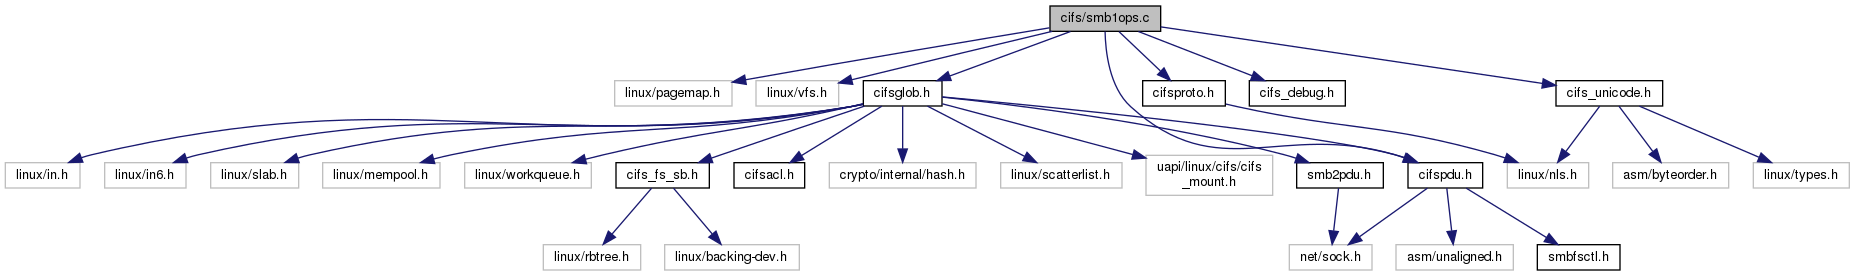 cifs/smb1ops.c
linux/pagemap.h
linux/vfs.h
cifsglob.h
cifsproto.h
cifs_debug.h
cifs_unicode.h
linux/in.h
linux/in6.h
linux/slab.h
linux/mempool.h
linux/workqueue.h
cifs_fs_sb.h
cifsacl.h
crypto/internal/hash.h
linux/scatterlist.h
uapi/linux/cifs/cifs
_mount.h
smb2pdu.h
cifspdu.h
linux/nls.h
asm/byteorder.h
linux/types.h
linux/rbtree.h
linux/backing-dev.h
net/sock.h
asm/unaligned.h
smbfsctl.h